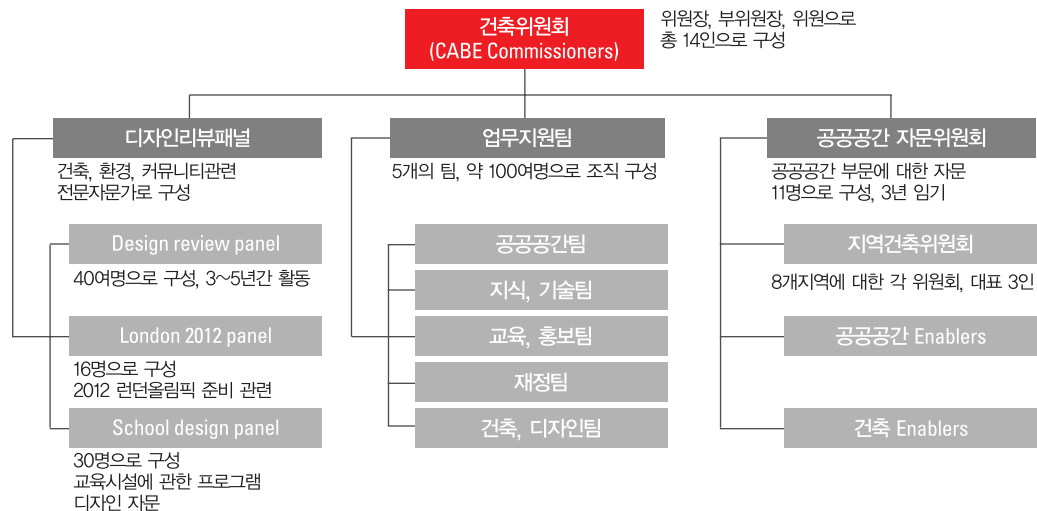 건축위원회
(CABE Commissioners)
위원장, 부위원장, 위원으로
총 14인으로 구성
디자인리뷰패널
건축, 환경, 커뮤니티관련
전문자문가로 구성
Design review panel
40여명으로 구성, 3~5년간 활동
London 2012 panel
16명으로 구성
2012 런던올림픽 준비 관련
School design panel
30명으로 구성
교육시설에 관한 프로그램
디자인 자문
업무지원팀
5개의 팀, 약 100여명으로 조직 구성
공공공간팀
지식, 기술팀
교육, 홍보팀
재정팀
건축, 디자인팀
공공공간 자문위원회
공공공간 부문에 대한 자문
11명으로 구성, 3년 임기
지역건축위원회
8개지역에 대한 각 위원회, 대표 3인
공공공간 Enablers
건축 Enablers